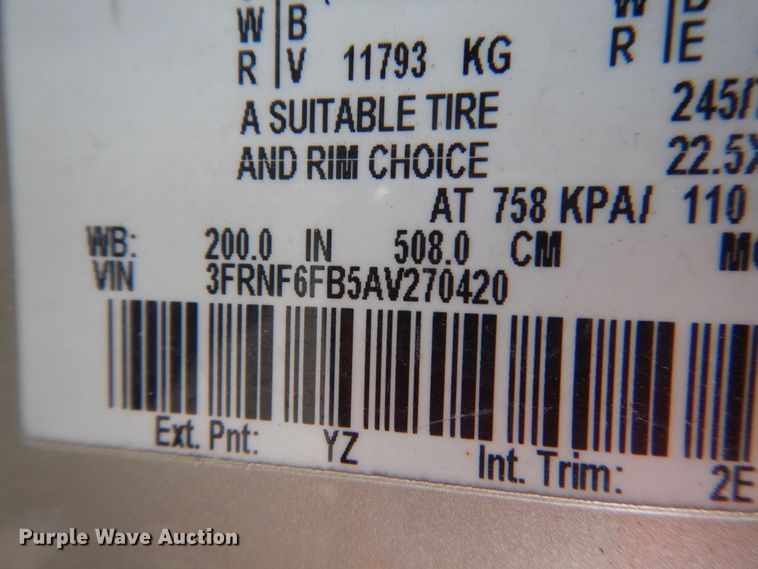 W B
R V 11793 KG
R E
A SUITABLE TIRE 245/
AND RIM CHOICE 22.5X
AT 758 KPA/ 110
WB: 200.0 IN 508.0 CM
VIN 3FRNF6FB5AV270420
Ext. Pnt: YZ Int. Trim: 2E
Purple Wave Auction